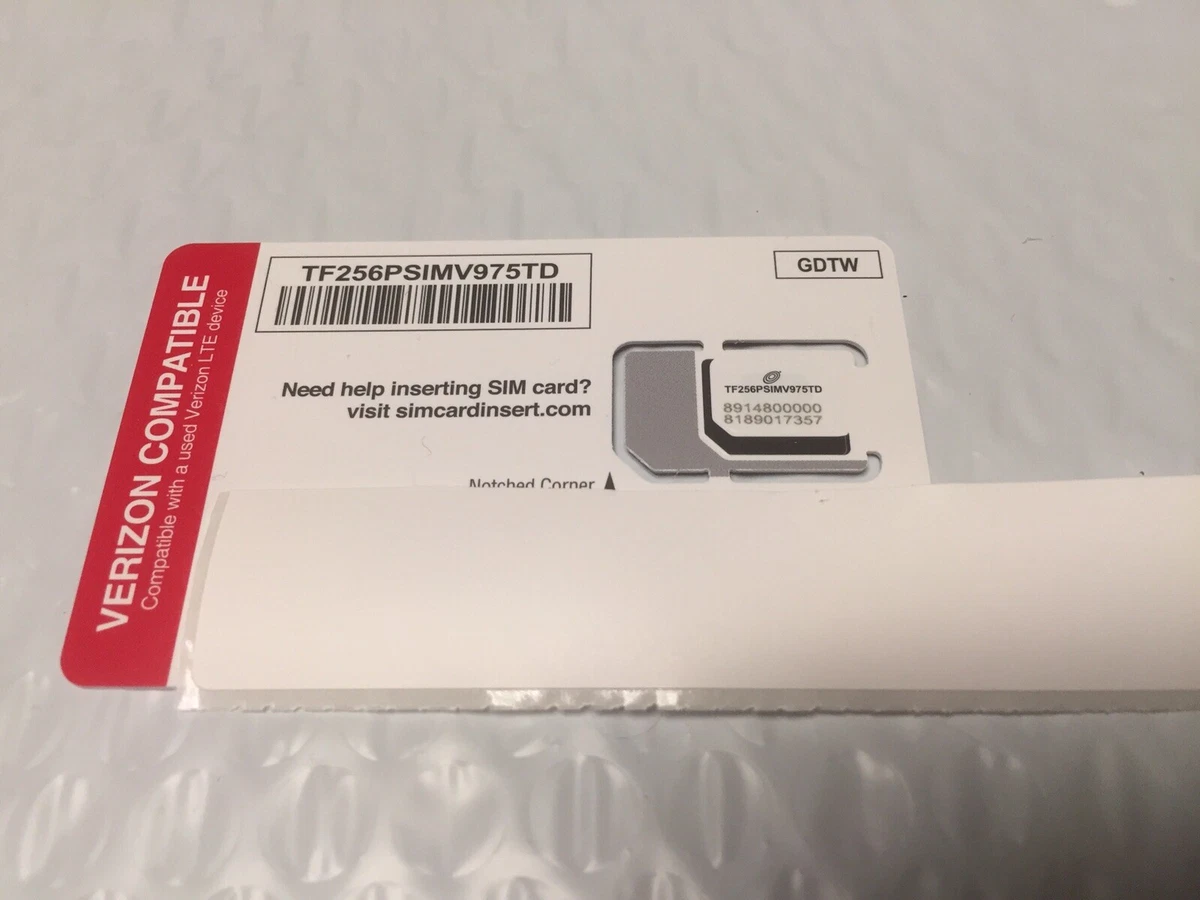 VERIZON COMPATIBLE
Compatible with a used Verizon LTE device
TF256PSIMV975TD
GDTW
Need help inserting SIM card?
visit simcardinsert.com
TF256PSIMV975TD
8914800000
8189017357
Notched Corner